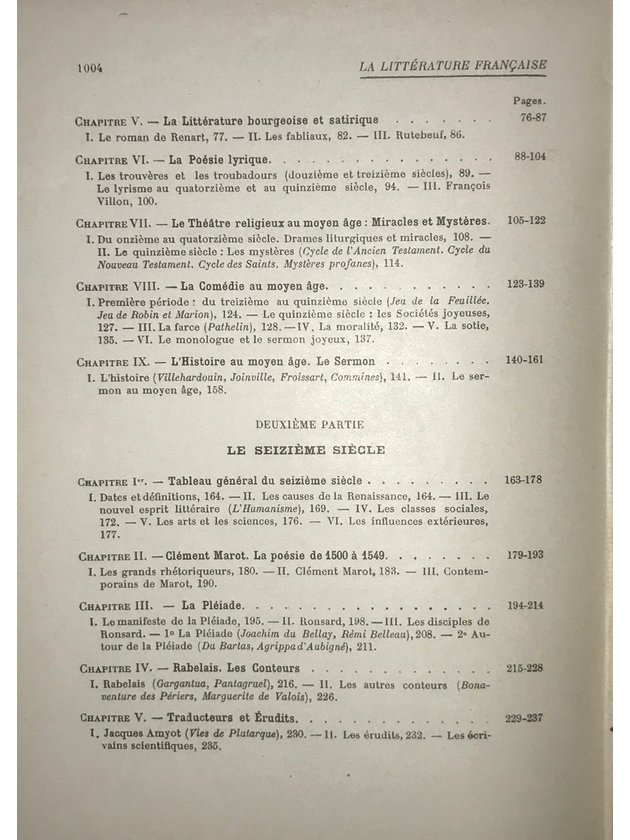 1004 LA LITTÉRATURE FRANÇAISE
Pages.
CHAPITRE V. — La Littérature bourgeoise et satirique . . . . . . . 76-87
I. Le roman de Renart, 77. — II. Les fabliaux, 82. — III. Rutebeuf, 86.
CHAPITRE VI. — La Poésie lyrique. . . . . . . . . . . . . . . . 88-104
I. Les trouvères et les troubadours (douzième et treizième siècles), 89. —
Le lyrisme au quatorzième et au quinzième siècle, 94. — III. François
Villon, 100.
CHAPITRE VII. — Le Théâtre religieux au moyen âge : Miracles et Mystères. 105-122
I. Du onzième au quatorzième siècle. Drames liturgiques et miracles, 108. —
II. Le quinzième siècle : Les mystères (Cycle de l'Ancien Testament. Cycle du
Nouveau Testament. Cycle des Saints. Mystères profanes), 114.
CHAPITRE VIII. — La Comédie au moyen âge. . . . . . . . . . . . 123-139
I. Première période : du treizième au quinzième siècle (Jeu de la Feuillée.
Jeu de Robin et Marion), 124. — Le quinzième siècle : les Sociétés joyeuses,
127. — III. La farce (Pathelin), 128. — IV. La moralité, 132. — V. La sotie,
135. — VI. Le monologue et le sermon joyeux, 137.
CHAPITRE IX. — L'Histoire au moyen âge. Le Sermon . . . . . . . . 140-161
I. L'histoire (Villehardouin, Joinville, Froissart, Commines), 141. — II. Le ser-
mon au moyen âge, 158.
DEUXIÈME PARTIE
LE SEIZIÈME SIÈCLE
CHAPITRE Ier. — Tableau général du seizième siècle . . . . . . . . . 163-178
I. Dates et définitions, 164. — II. Les causes de la Renaissance, 164. — III. Le
nouvel esprit littéraire (L'Humanisme), 169. — IV. Les classes sociales,
172. — V. Les arts et les sciences, 176. — VI. Les influences extérieures,
177.
CHAPITRE II. — Clément Marot. La poésie de 1500 à 1549. . . . . . . . 179-193
I. Les grands rhétoriqueurs, 180. — II. Clément Marot, 183. — III. Contem-
porains de Marot, 190.
CHAPITRE III. — La Pléiade. . . . . . . . . . . . . . . . . . 194-214
I. Le manifeste de la Pléiade, 195. — II. Ronsard, 198. — III. Les disciples de
Ronsard. — 1º La Pléiade (Joachim du Bellay, Rémi Belleau), 208. — 2º Au-
tour de la Pléiade (Du Bartas, Agrippa d'Aubigné), 211.
CHAPITRE IV. — Rabelais. Les Conteurs . . . . . . . . . . . . . 215-228
I. Rabelais (Gargantua, Pantagruel), 216. — II. Les autres conteurs (Bona-
venture des Périers, Marguerite de Valois), 226.
CHAPITRE V. — Traducteurs et Érudits. . . . . . . . . . . . . . 229-237
I. Jacques Amyot (Vies de Plutarque), 230. — II. Les érudits, 232. — Les écri-
vains scientifiques, 235.